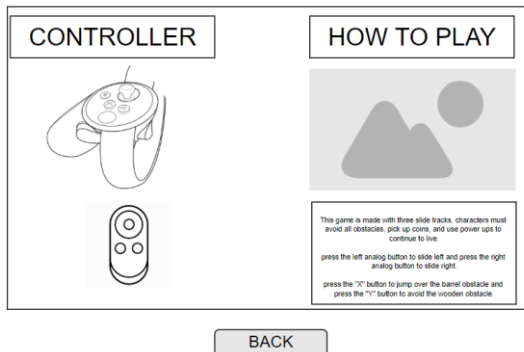 CONTROLLER
HOW TO PLAY
This game is made with three slide tracks, characters must
avoid all obstacles, pick up coins, and use power ups to
continue to live.
press the left analog button to slide left and press the right
analog button to slide right.
press the "X" button to jump over the barrel obstacle and
press the "Y" button to avoid the wooden obstacle.
BACK